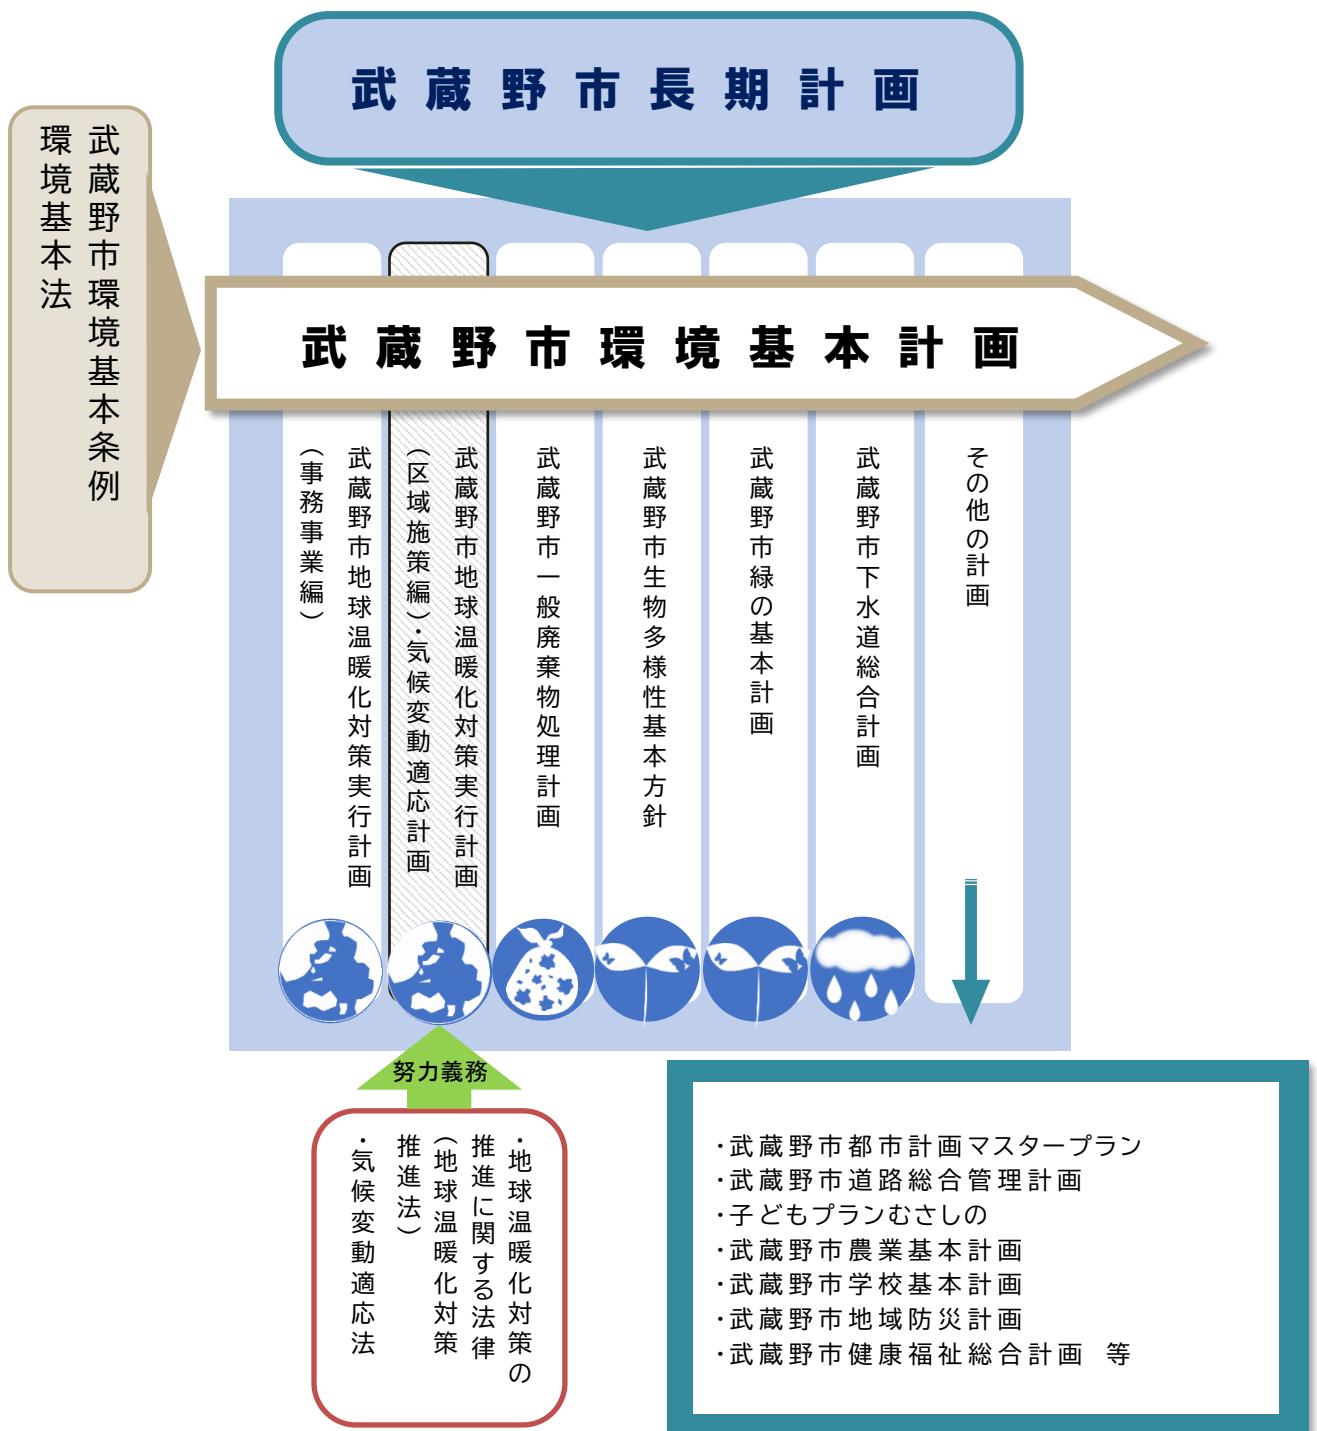 武蔵野市長期計画
武蔵野市環境基本条例
環境基本法
武蔵野市環境基本計画
武蔵野市地球温暖化対策実行計画
（事務事業編）
武蔵野市地球温暖化対策実行計画
（区域施策編）・気候変動適応計画
武蔵野市一般廃棄物処理計画
武蔵野市生物多様性基本方針
武蔵野市緑の基本計画
武蔵野市下水道総合計画
その他の計画
努力義務
・地球温暖化対策の
推進に関する法律
（地球温暖化対策
推進法）
・気候変動適応法
・武蔵野市都市計画マスタープラン
・武蔵野市道路総合管理計画
・子どもプランむさしの
・武蔵野市農業基本計画
・武蔵野市学校基本計画
・武蔵野市地域防災計画
・武蔵野市健康福祉総合計画　等